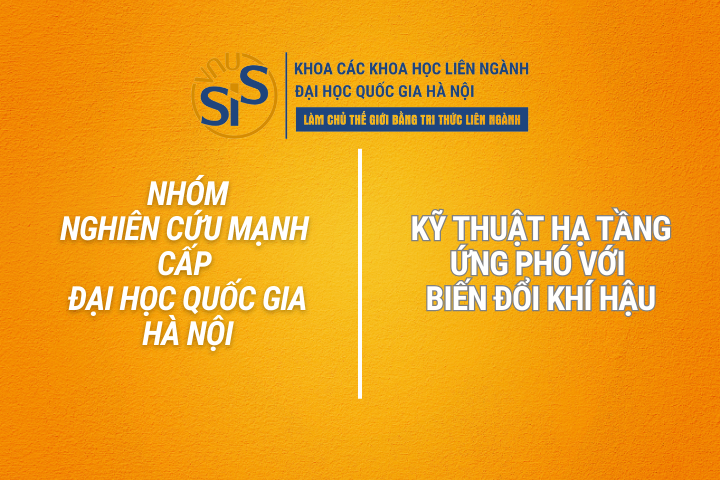 VNU
SiS
KHOA CÁC KHOA HỌC LIÊN NGÀNH
ĐẠI HỌC QUỐC GIA HÀ NỘI
LÀM CHỦ THẾ GIỚI BẰNG TRI THỨC LIÊN NGÀNH
NHÓM
NGHIÊN CỨU MẠNH
CẤP
ĐẠI HỌC QUỐC GIA
HÀ NỘI
KỸ THUẬT HẠ TẦNG
ỨNG PHÓ VỚI
BIẾN ĐỔI KHÍ HẬU